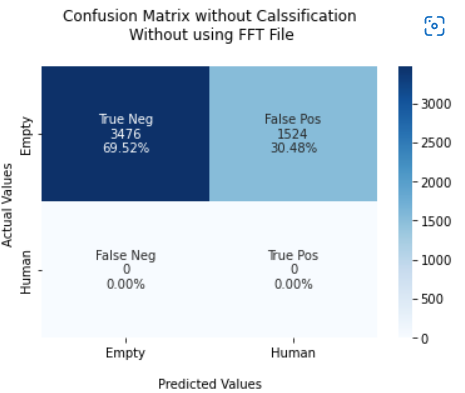 Confusion Matrix without Calssification
Without using FFT File
True Neg
3476
69.52%
False Pos
1524
30.48%
False Neg
0
0.00%
True Pos
0
0.00%
Empty
Human
Actual Values
Empty
Human
Predicted Values
3000
2500
2000
1500
1000
500
0